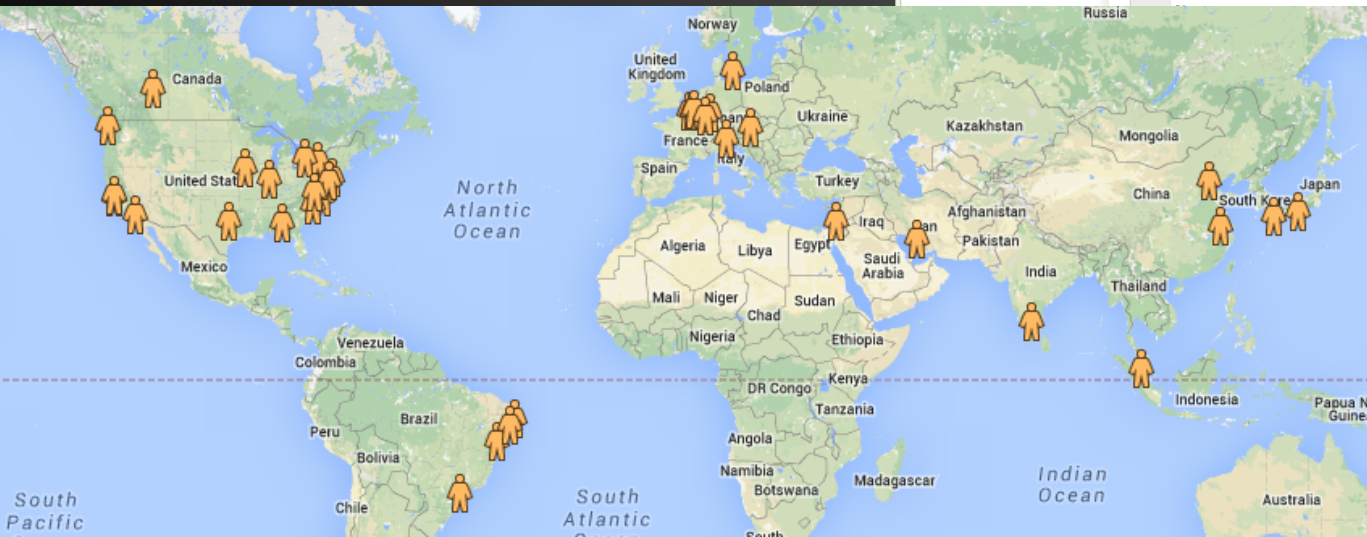 Russia
Norway
Canada
United
Kingdom
Poland
Ukraine
Kazakhstan
Mongolia
France
Italy
Spain
United Stat
North
Atlantic
Ocean
Turkey
China
South Kore
Japan
Afghanistan
Iraq
Pakistan
Algeria
Libya
Egypt
Saudi
Arabia
Mexico
India
Thailand
Mali
Niger
Sudan
Chad
Nigeria
Ethiopia
Venezuela
Colombia
DR Congo
Kenya
Indonesia
Papua N
Guine
Tanzania
Brazil
Peru
Angola
Bolivia
Namibia
Botswana
Madagascar
Indian
Ocean
South
Pacific
South
Atlantic
Chile
Australia